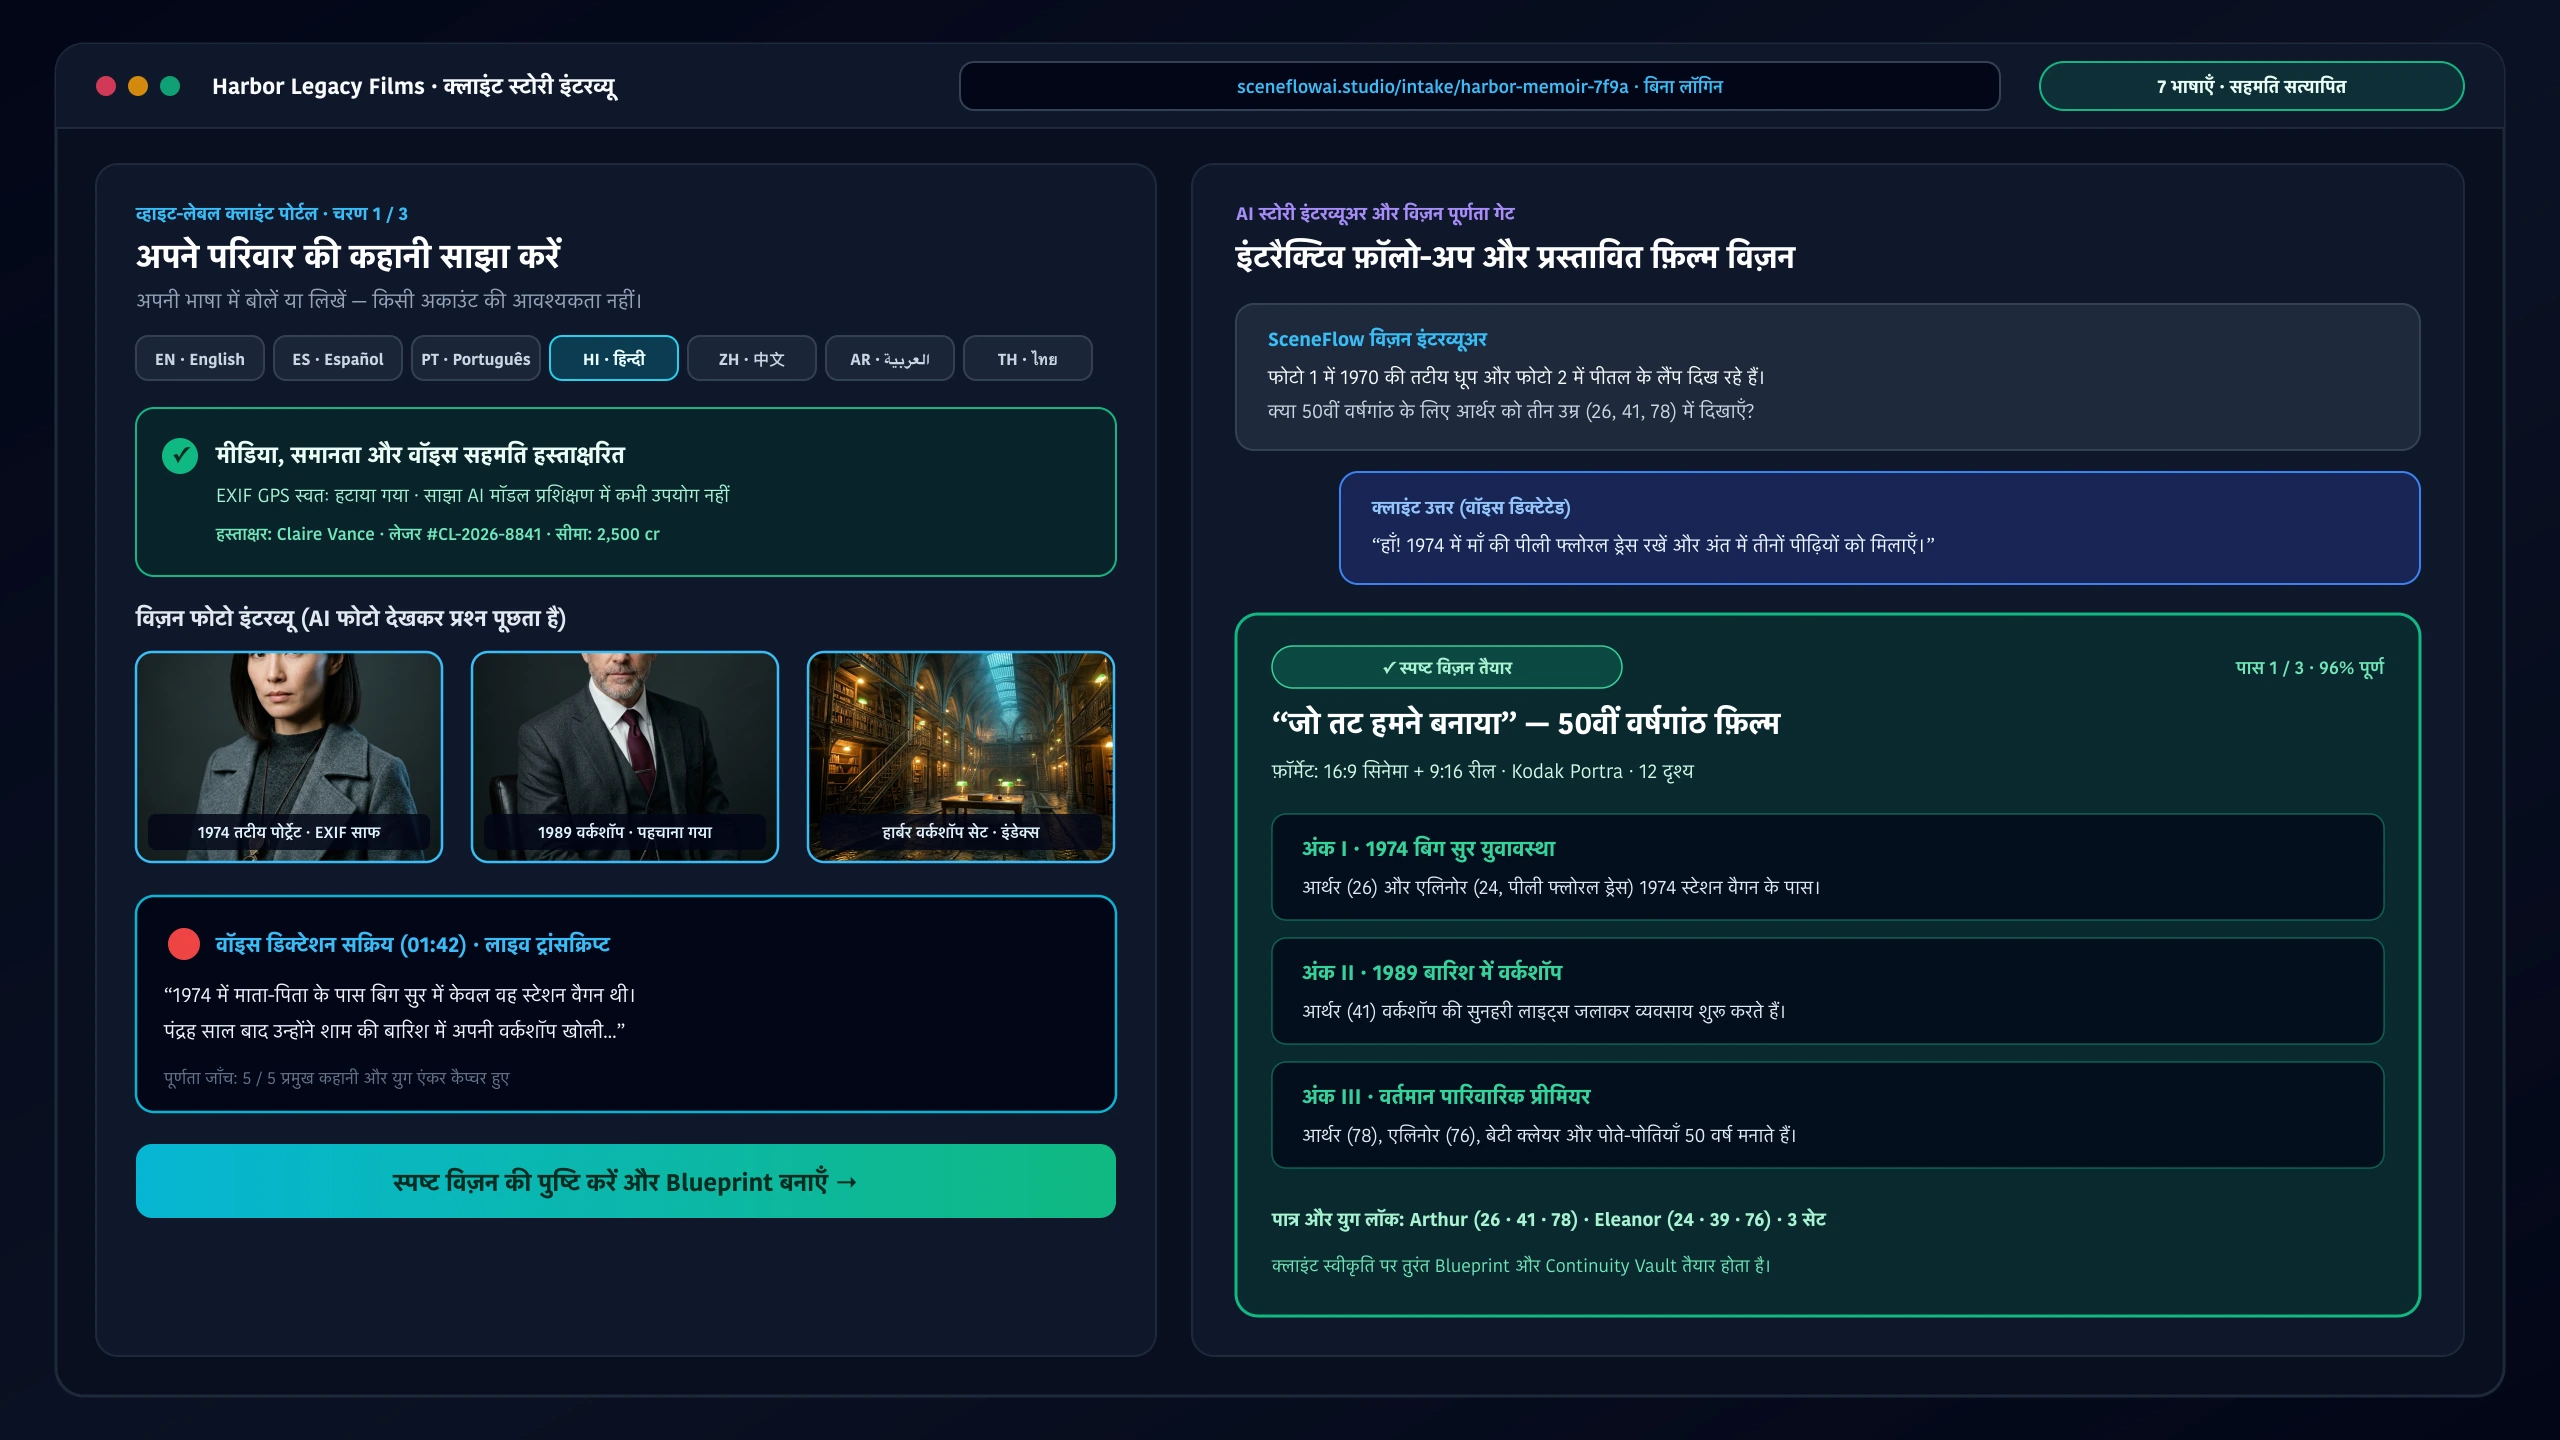 Harbor Legacy Films · क्लाइंट स्टोरी इंटरव्यू
sceneflowai.studio/intake/harbor-memoir-7f9a · बिना लॉगिन
7 भाषाएँ · सहमति सत्यापित
व्हाइट-लेबल क्लाइंट पोर्टल · चरण 1 / 3
अपने परिवार की कहानी साझा करें
अपनी भाषा में बोलें या लिखें — किसी अकाउंट की आवश्यकता नहीं।
EN · English
ES · Español
PT · Português
HI · हिन्दी
ZH · 中文
AR · العربية
TH · ไทย
✓ मीडिया, समानता और वॉइस सहमति हस्ताक्षरित
EXIF GPS स्वतः हटाया गया · साझा AI मॉडल प्रशिक्षण में कभी उपयोग नहीं
हस्ताक्षर: Claire Vance · लेजर #CL-2026-8841 · सीमा: 2,500 cr
विज़न फोटो इंटरव्यू (AI फोटो देखकर प्रश्न पूछता है)
1974 तटीय पोर्ट्रेट · EXIF साफ
1989 वर्कशॉप · पहचाना गया
हार्बर वर्कशॉप सेट · इंडेक्स
वॉइस डिक्टेशन सक्रिय (01:42) · लाइव ट्रांसक्रिप्ट
“1974 में माता-पिता के पास बिग सुर में केवल वह स्टेशन वैगन थी।
पंद्रह साल बाद उन्होंने शाम की बारिश में अपनी वर्कशॉप खोली...”
पूर्णता जाँच: 5 / 5 प्रमुख कहानी और युग एंकर कैप्चर हुए
स्पष्ट विज़न की पुष्टि करें और Blueprint बनाएँ →
AI स्टोरी इंटरव्यूअर और विज़न पूर्णता गेट
इंटरैक्टिव फ़ॉलो-अप और प्रस्तावित फ़िल्म विज़न
SceneFlow विज़न इंटरव्यूअर
फोटो 1 में 1970 की तटीय धूप और फोटो 2 में पीतल के लैंप दिख रहे हैं।
क्या 50वीं वर्षगांठ के लिए आर्थर को तीन उम्र (26, 41, 78) में दिखाएँ?
क्लाइंट उत्तर (वॉइस डिक्टेटेड)
“हाँ! 1974 में माँ की पीली फ्लोरल ड्रेस रखें और अंत में तीनों पीढ़ियों को मिलाएँ।”
✓ स्पष्ट विज़न तैयार
पास 1 / 3 · 96% पूर्ण
“जो तट हमने बनाया” — 50वीं वर्षगांठ फ़िल्म
फ़ॉर्मेट: 16:9 सिनेमा + 9:16 रील · Kodak Portra · 12 दृश्य
अंक I · 1974 बिग सुर युवावस्था
आर्थर (26) और एलिनोर (24, पीली फ्लोरल ड्रेस) 1974 स्टेशन वैगन के पास।
अंक II · 1989 बारिश में वर्कशॉप
आर्थर (41) वर्कशॉप की सुनहरी लाइट्स जलाकर व्यवसाय शुरू करते हैं।
अंक III · वर्तमान पारिवारिक प्रीमियर
आर्थर (78), एलिनोर (76), बेटी क्लेयर और पोते-पोतियाँ 50 वर्ष मनाते हैं।
पात्र और युग लॉक: Arthur (26 · 41 · 78) · Eleanor (24 · 39 · 76) · 3 सेट
क्लाइंट स्वीकृति पर तुरंत Blueprint और Continuity Vault तैयार होता है।